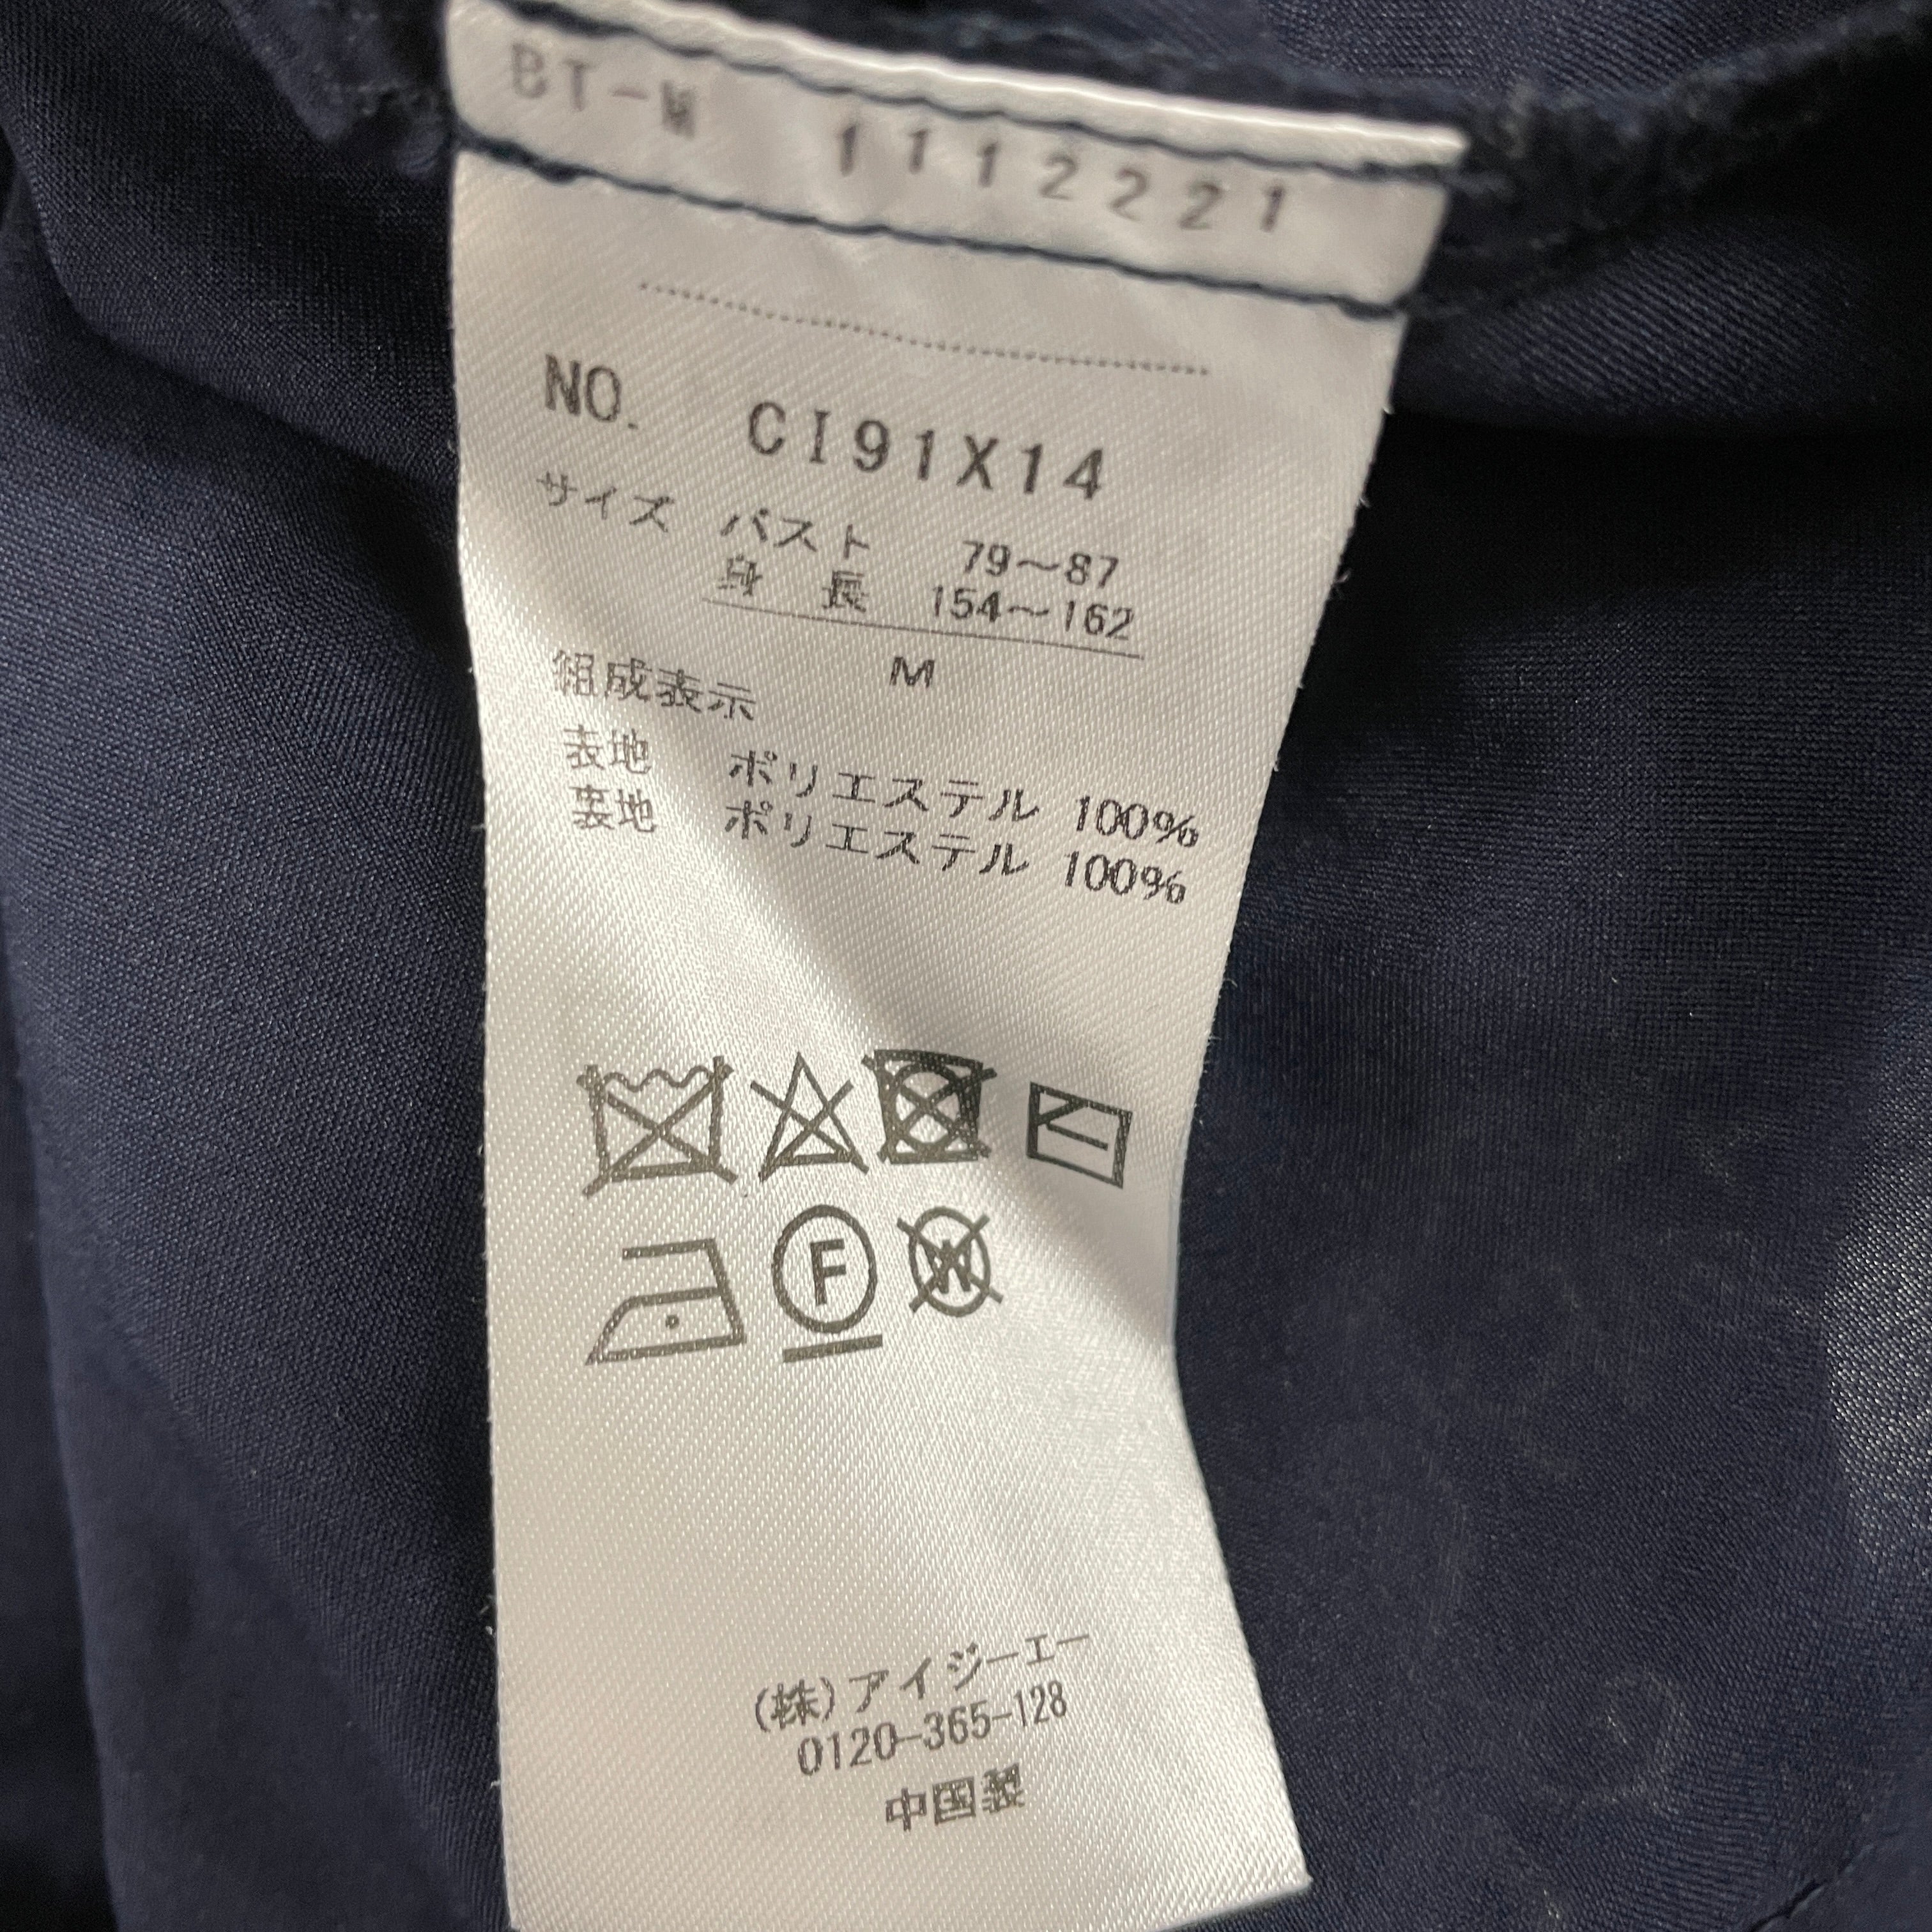 BT-M 1112221
NO. CI91X14
サイズ バスト 79～87
身長 154～162
M
組成表示
表地 ポリエステル 100%
裏地 ポリエステル 100%
F
W
(株)アイジーエー
0120-365-128
中国製